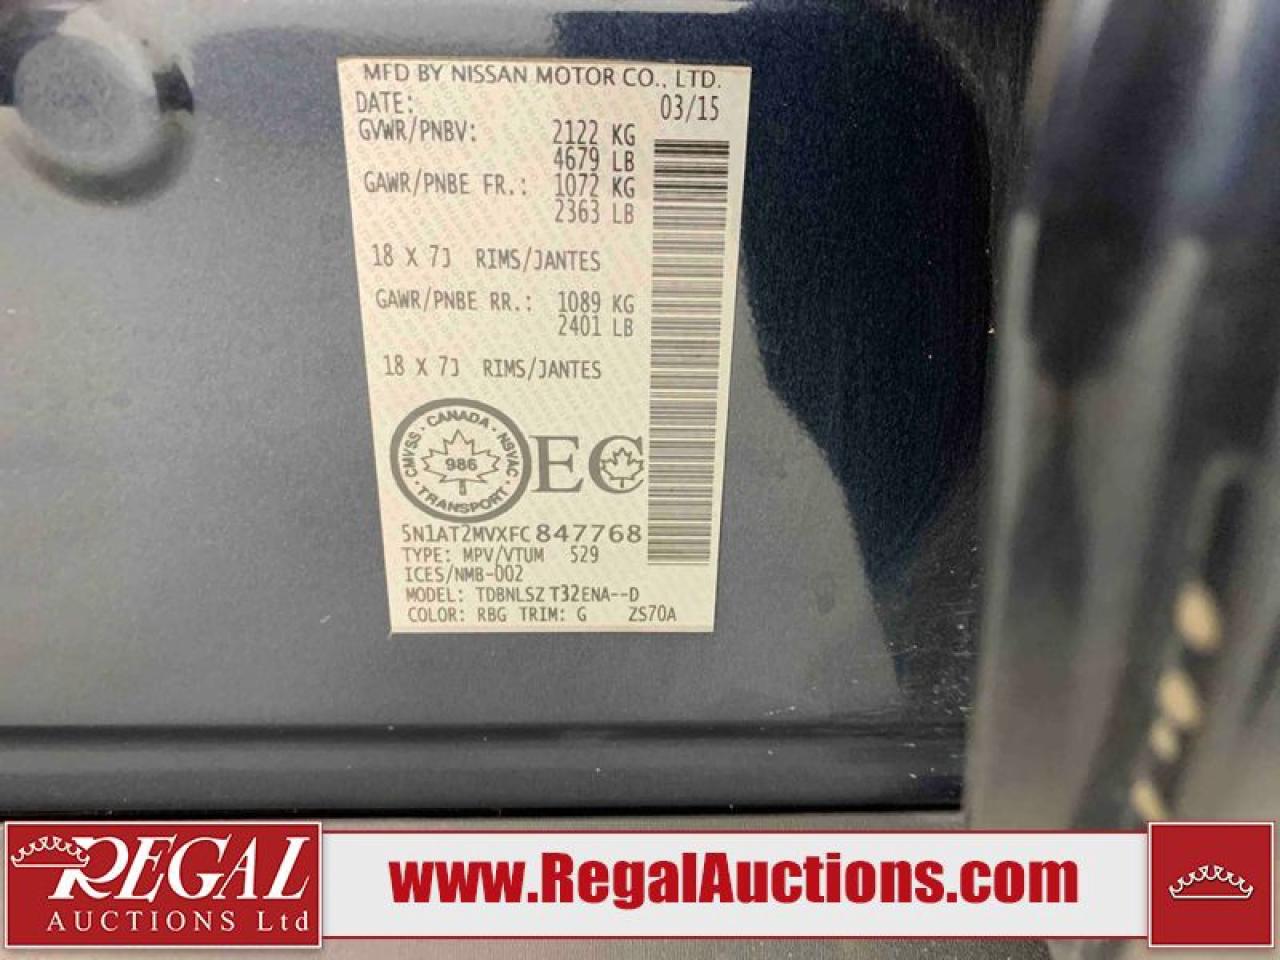 MFD BY NISSAN MOTOR CO., LTD.
DATE: 03/15
GVWR/PNBV: 2122 KG
4679 LB
GAWR/PNBE FR.: 1072 KG
2363 LB
18 X 7J RIMS/JANTES
GAWR/PNBE RR.: 1089 KG
2401 LB
18 X 7J RIMS/JANTES
CMVSS · CANADA · NSVAC · TRANSPORT ·
986
EC
5N1AT2MVXFC847768
TYPE: MPV/VTUM 529
ICES/NMB-002
MODEL: TDBNLSZ T32ENA--D
COLOR: RBG TRIM: G ZS70A
REGAL
AUCTIONS Ltd
www.RegalAuctions.com